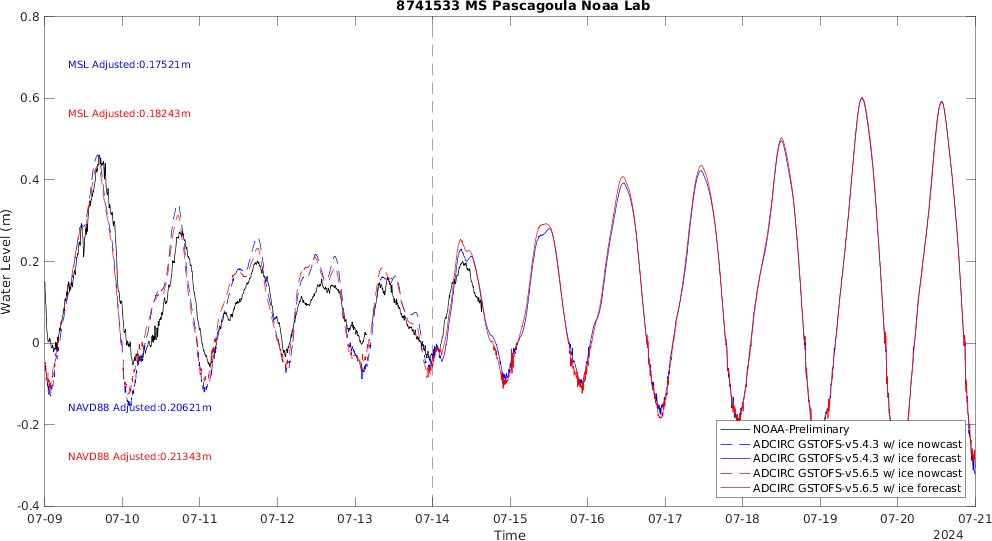 8741533 MS Pascagoula Noaa Lab
0.8
0.6
0.4
0.2
0
-0.2
-0.4
Water Level (m)
MSL Adjusted:0.17521m
MSL Adjusted:0.18243m
NAVD88 Adjusted:0.20621m
NAVD88 Adjusted:0.21343m
NOAA-Preliminary
ADCIRC GSTOFS-v5.4.3 w/ ice nowcast
ADCIRC GSTOFS-v5.4.3 w/ ice forecast
ADCIRC GSTOFS-v5.6.5 w/ ice nowcast
ADCIRC GSTOFS-v5.6.5 w/ ice forecast
07-09 07-10 07-11 07-12 07-13 07-14 07-15 07-16 07-17 07-18 07-19 07-20 07-21
Time
2024